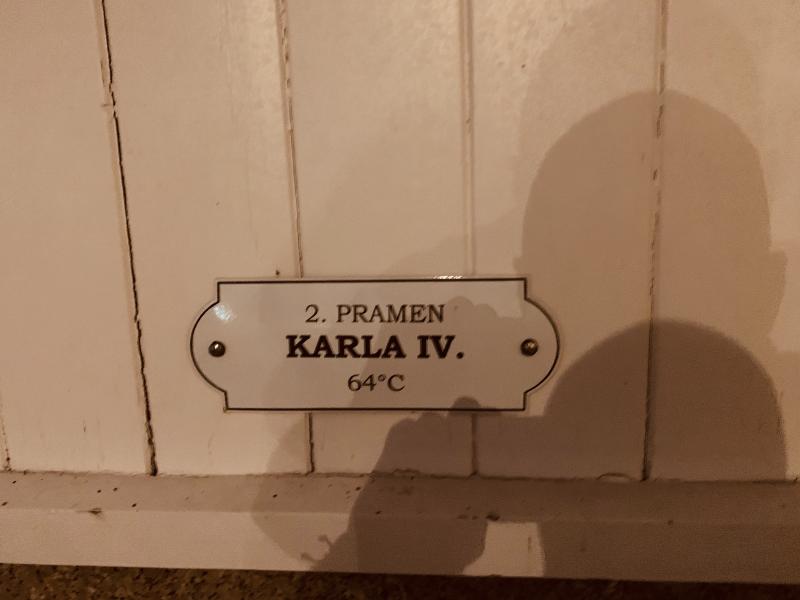 2. PRAMEN
KARLA IV.
64°C